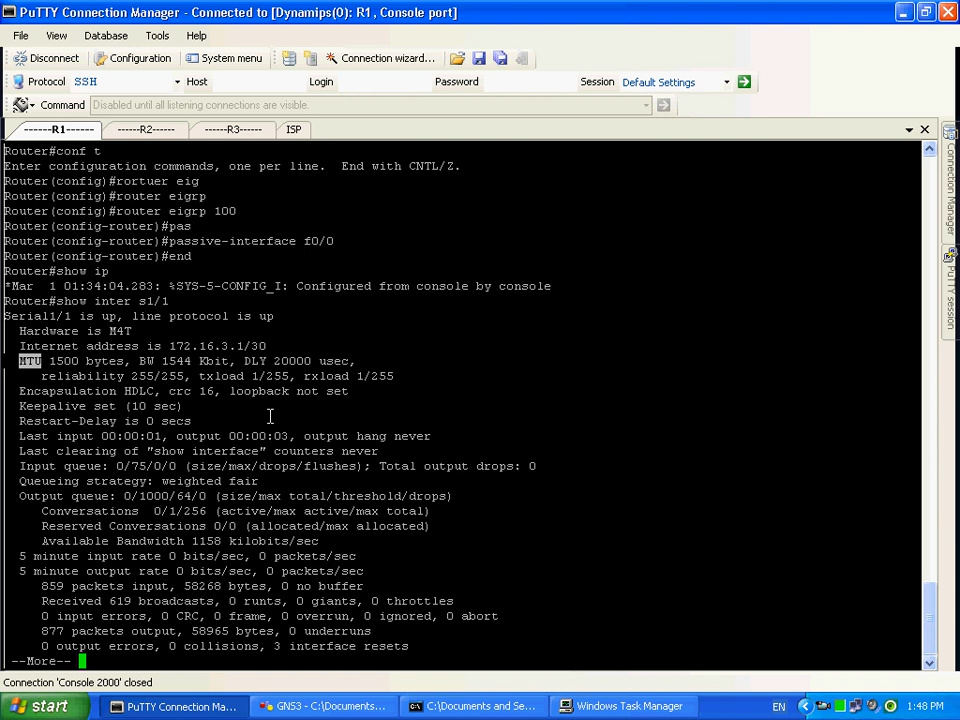 PuTTY Connection Manager - Connected to [Dynamips(0): R1, Console port]
File View Database Tools Help
Disconnect Configuration System menu Connection wizard...
Protocol SSH Host Login Password Session Default Settings
Command Disabled until all listening connections are visible.
------R1------ ------R2------ ------R3------ ISP
Router#conf t
Enter configuration commands, one per line.  End with CNTL/Z.
Router(config)#rortuer eig
Router(config)#router eigrp
Router(config)#router eigrp 100
Router(config-router)#pas
Router(config-router)#passive-interface f0/0
Router(config-router)#end
Router#show ip
*Mar  1 01:34:04.283: %SYS-5-CONFIG_I: Configured from console by console
Router#show inter s1/1
Serial1/1 is up, line protocol is up
Hardware is M4T
Internet address is 172.16.3.1/30
MTU 1500 bytes, BW 1544 Kbit, DLY 20000 usec,
reliability 255/255, txload 1/255, rxload 1/255
Encapsulation HDLC, crc 16, loopback not set
Keepalive set (10 sec)
Restart-Delay is 0 secs
Last input 00:00:01, output 00:00:03, output hang never
Last clearing of "show interface" counters never
Input queue: 0/75/0/0 (size/max/drops/flushes); Total output drops: 0
Queueing strategy: weighted fair
Output queue: 0/1000/64/0 (size/max total/threshold/drops)
Conversations  0/1/256 (active/max active/max total)
Reserved Conversations 0/0 (allocated/max allocated)
Available Bandwidth 1158 kilobits/sec
5 minute input rate 0 bits/sec, 0 packets/sec
5 minute output rate 0 bits/sec, 0 packets/sec
859 packets input, 58268 bytes, 0 no buffer
Received 619 broadcasts, 0 runts, 0 giants, 0 throttles
0 input errors, 0 CRC, 0 frame, 0 overrun, 0 ignored, 0 abort
877 packets output, 58965 bytes, 0 underruns
0 output errors, 0 collisions, 3 interface resets
--More--
Connection Manager
PuTTY session
Connection 'Console 2000' closed
start PuTTY Connection Ma... GNS3 - C:\Documents... C:\Documents and Se... Windows Task Manager EN 1:48 PM